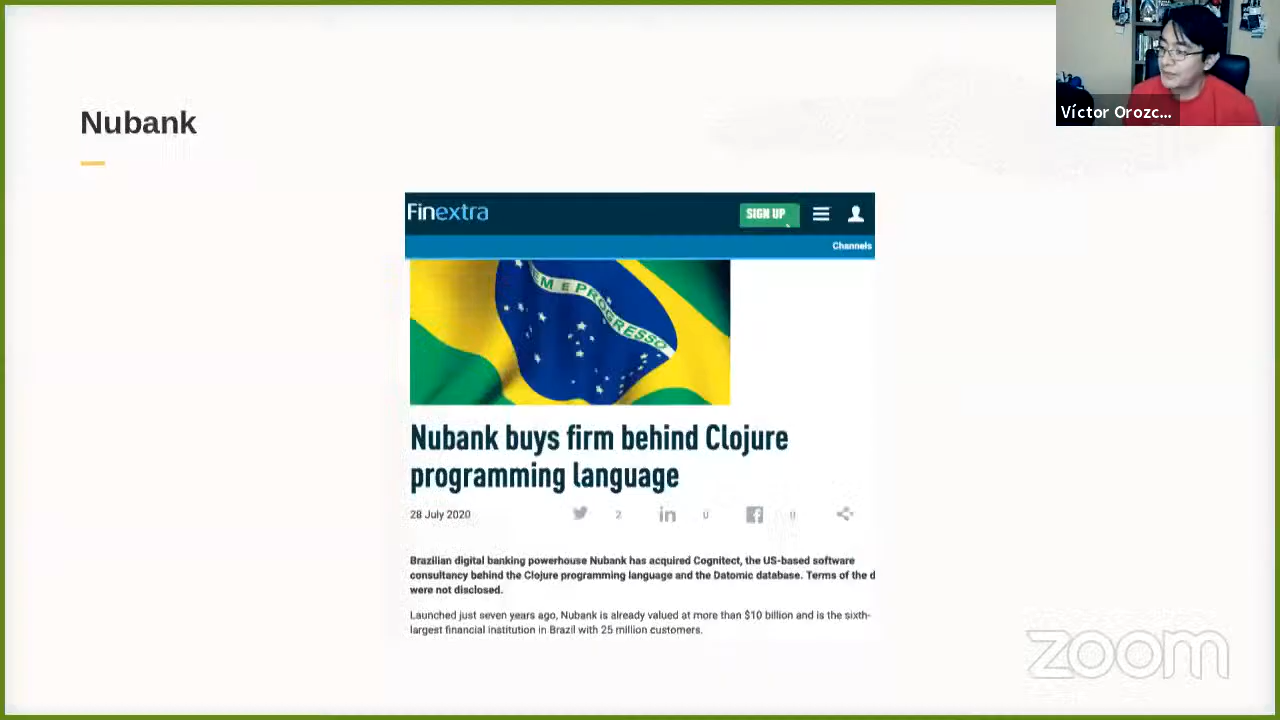 Víctor Orozc...
Nubank
Finextra
SIGN UP
Channels
EM E PROGRESSO
Nubank buys firm behind Clojure
programming language
28 July 2020
2
0
0
Brazilian digital banking powerhouse Nubank has acquired Cognitect, the US-based software
consultancy behind the Clojure programming language and the Datomic database. Terms of the d
were not disclosed.
Launched just seven years ago, Nubank is already valued at more than $10 billion and is the sixth-
largest financial institution in Brazil with 25 million customers.
zoom